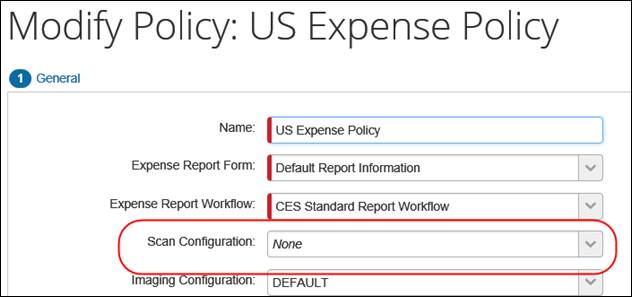 Modify Policy: US Expense Policy
1 General
Name: US Expense Policy
Expense Report Form: Default Report Information
Expense Report Workflow: CES Standard Report Workflow
Scan Configuration: None
Imaging Configuration: DEFAULT